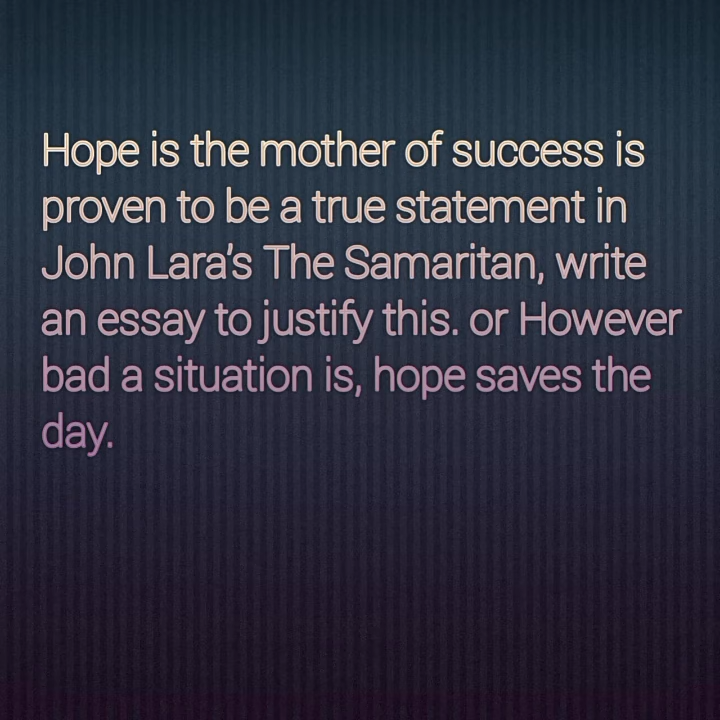 Hope is the mother of success is
proven to be a true statement in
John Lara's The Samaritan, write
an essay to justify this. or However
bad a situation is, hope saves the
day.